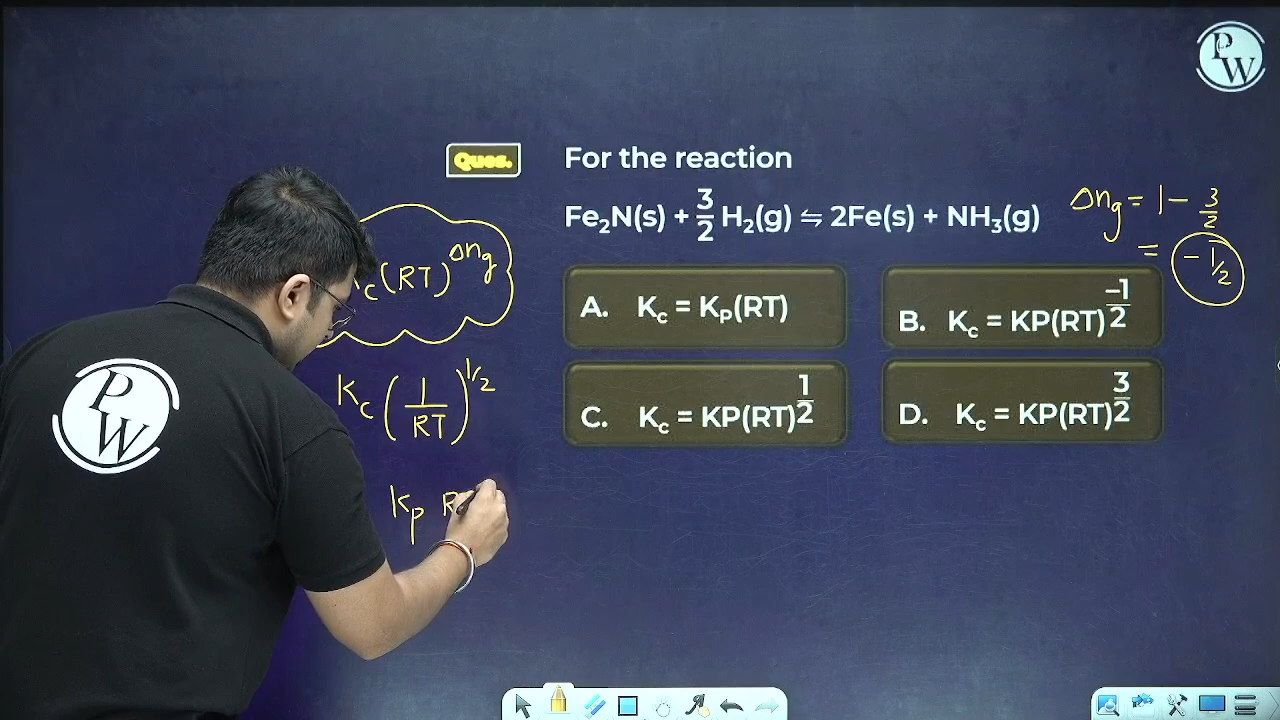 PW
Ques. For the reaction
Fe₂N(s) + 3/2 H₂(g) ⇋ 2Fe(s) + NH₃(g)
Δng = 1 - 3/2
= - 1/2
c(RT)^Δng
A. Kc = KP(RT)
B. Kc = KP(RT)^-1/2
Kc (1/RT)^1/2
C. Kc = KP(RT)^1/2
D. Kc = KP(RT)^3/2
PW
Kp R